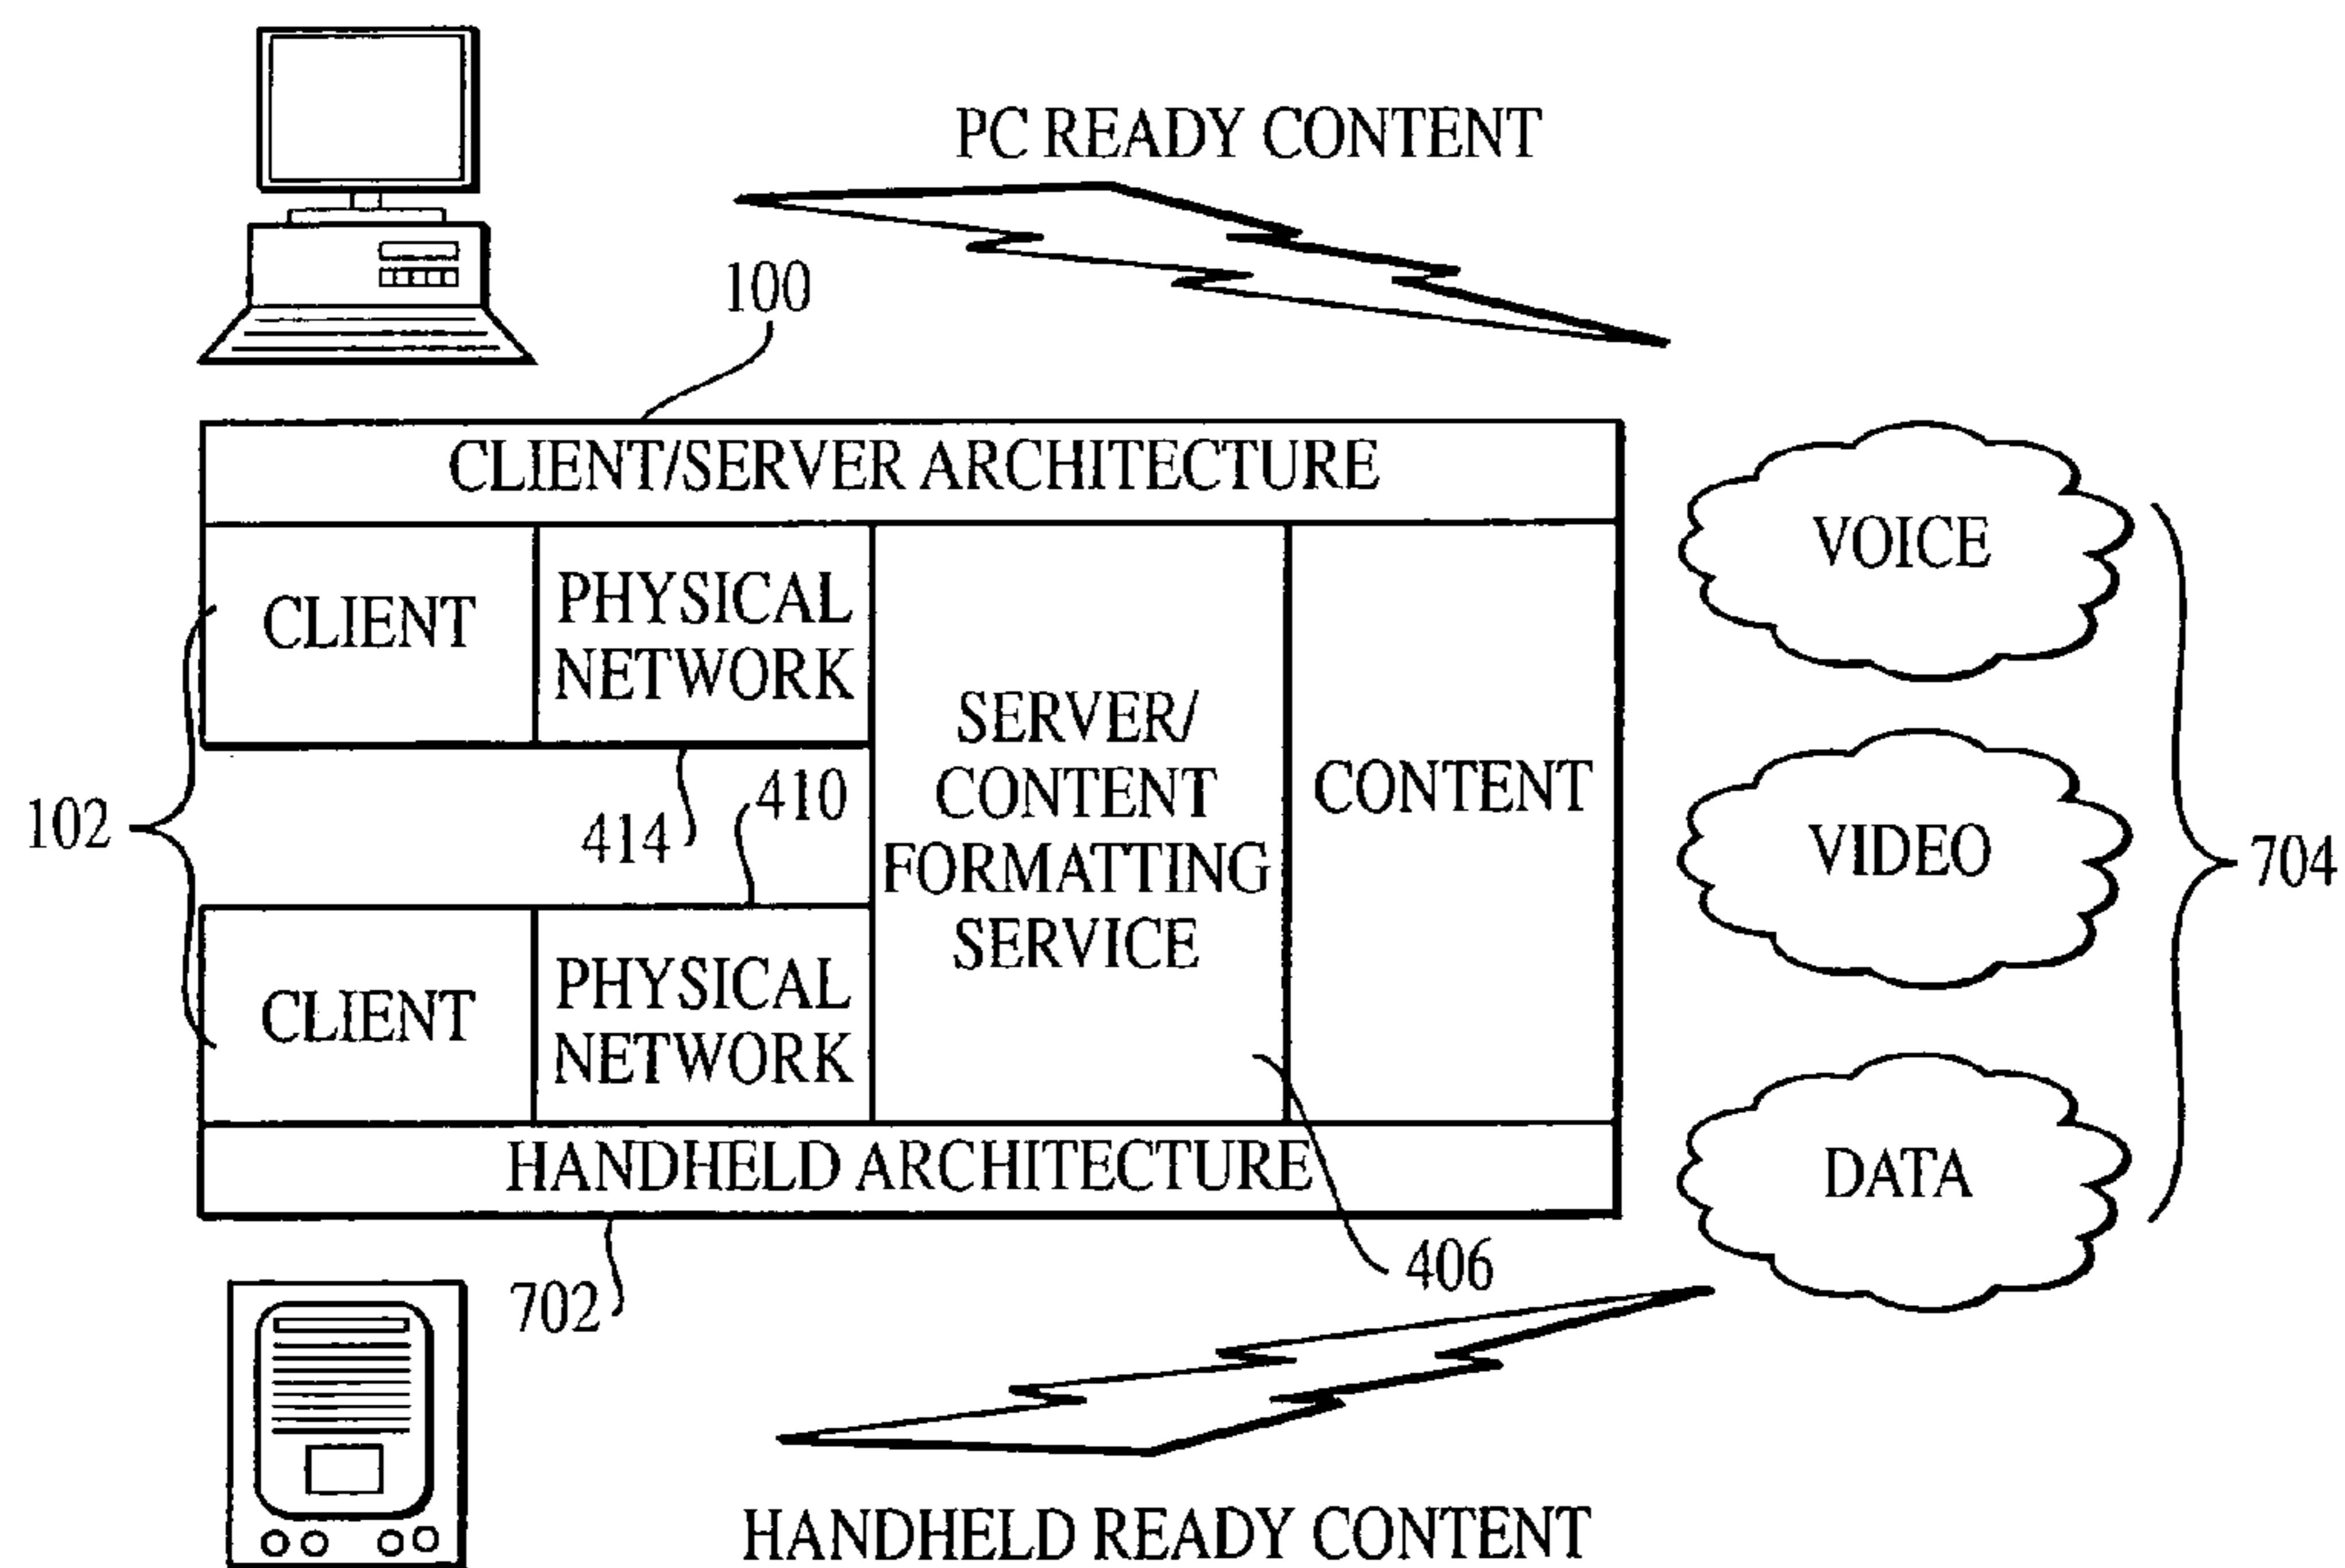 PC READY CONTENT
100
CLIENT/SERVER ARCHITECTURE
CLIENT
PHYSICAL
NETWORK
SERVER/
CONTENT
FORMATTING
SERVICE
CONTENT
VOICE
VIDEO
DATA
704
102
414
410
CLIENT
PHYSICAL
NETWORK
HANDHELD ARCHITECTURE
702
406
HANDHELD READY CONTENT